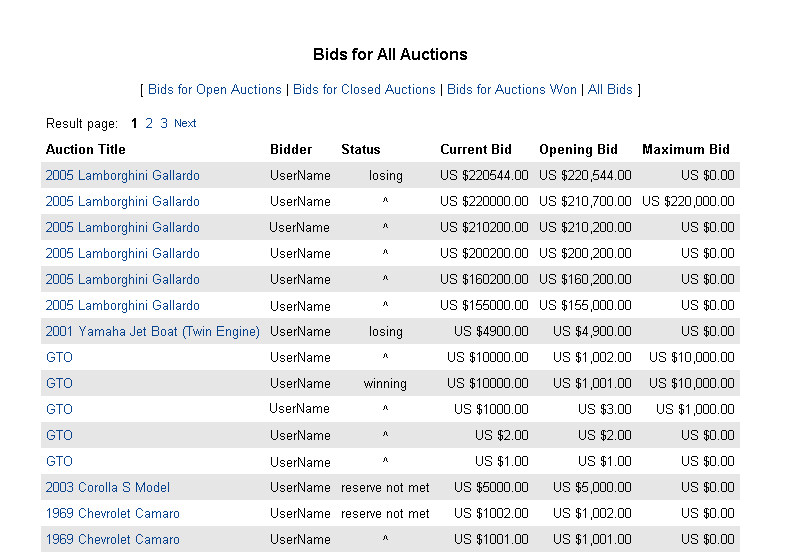 Bids for All Auctions
[ Bids for Open Auctions | Bids for Closed Auctions | Bids for Auctions Won | All Bids ]
Result page: 1 2 3 Next
Auction Title Bidder Status Current Bid Opening Bid Maximum Bid
2005 Lamborghini Gallardo UserName losing US $220544.00 US $220,544.00 US $0.00
2005 Lamborghini Gallardo UserName ^ US $220000.00 US $210,700.00 US $220,000.00
2005 Lamborghini Gallardo UserName ^ US $210200.00 US $210,200.00 US $0.00
2005 Lamborghini Gallardo UserName ^ US $200200.00 US $200,200.00 US $0.00
2005 Lamborghini Gallardo UserName ^ US $160200.00 US $160,200.00 US $0.00
2005 Lamborghini Gallardo UserName ^ US $155000.00 US $155,000.00 US $0.00
2001 Yamaha Jet Boat (Twin Engine) UserName losing US $4900.00 US $4,900.00 US $0.00
GTO UserName ^ US $10000.00 US $1,002.00 US $10,000.00
GTO UserName winning US $10000.00 US $1,001.00 US $10,000.00
GTO UserName ^ US $1000.00 US $3.00 US $1,000.00
GTO UserName ^ US $2.00 US $2.00 US $0.00
GTO UserName ^ US $1.00 US $1.00 US $0.00
2003 Corolla S Model UserName reserve not met US $5000.00 US $5,000.00 US $0.00
1969 Chevrolet Camaro UserName reserve not met US $1002.00 US $1,002.00 US $0.00
1969 Chevrolet Camaro UserName ^ US $1001.00 US $1,001.00 US $0.00